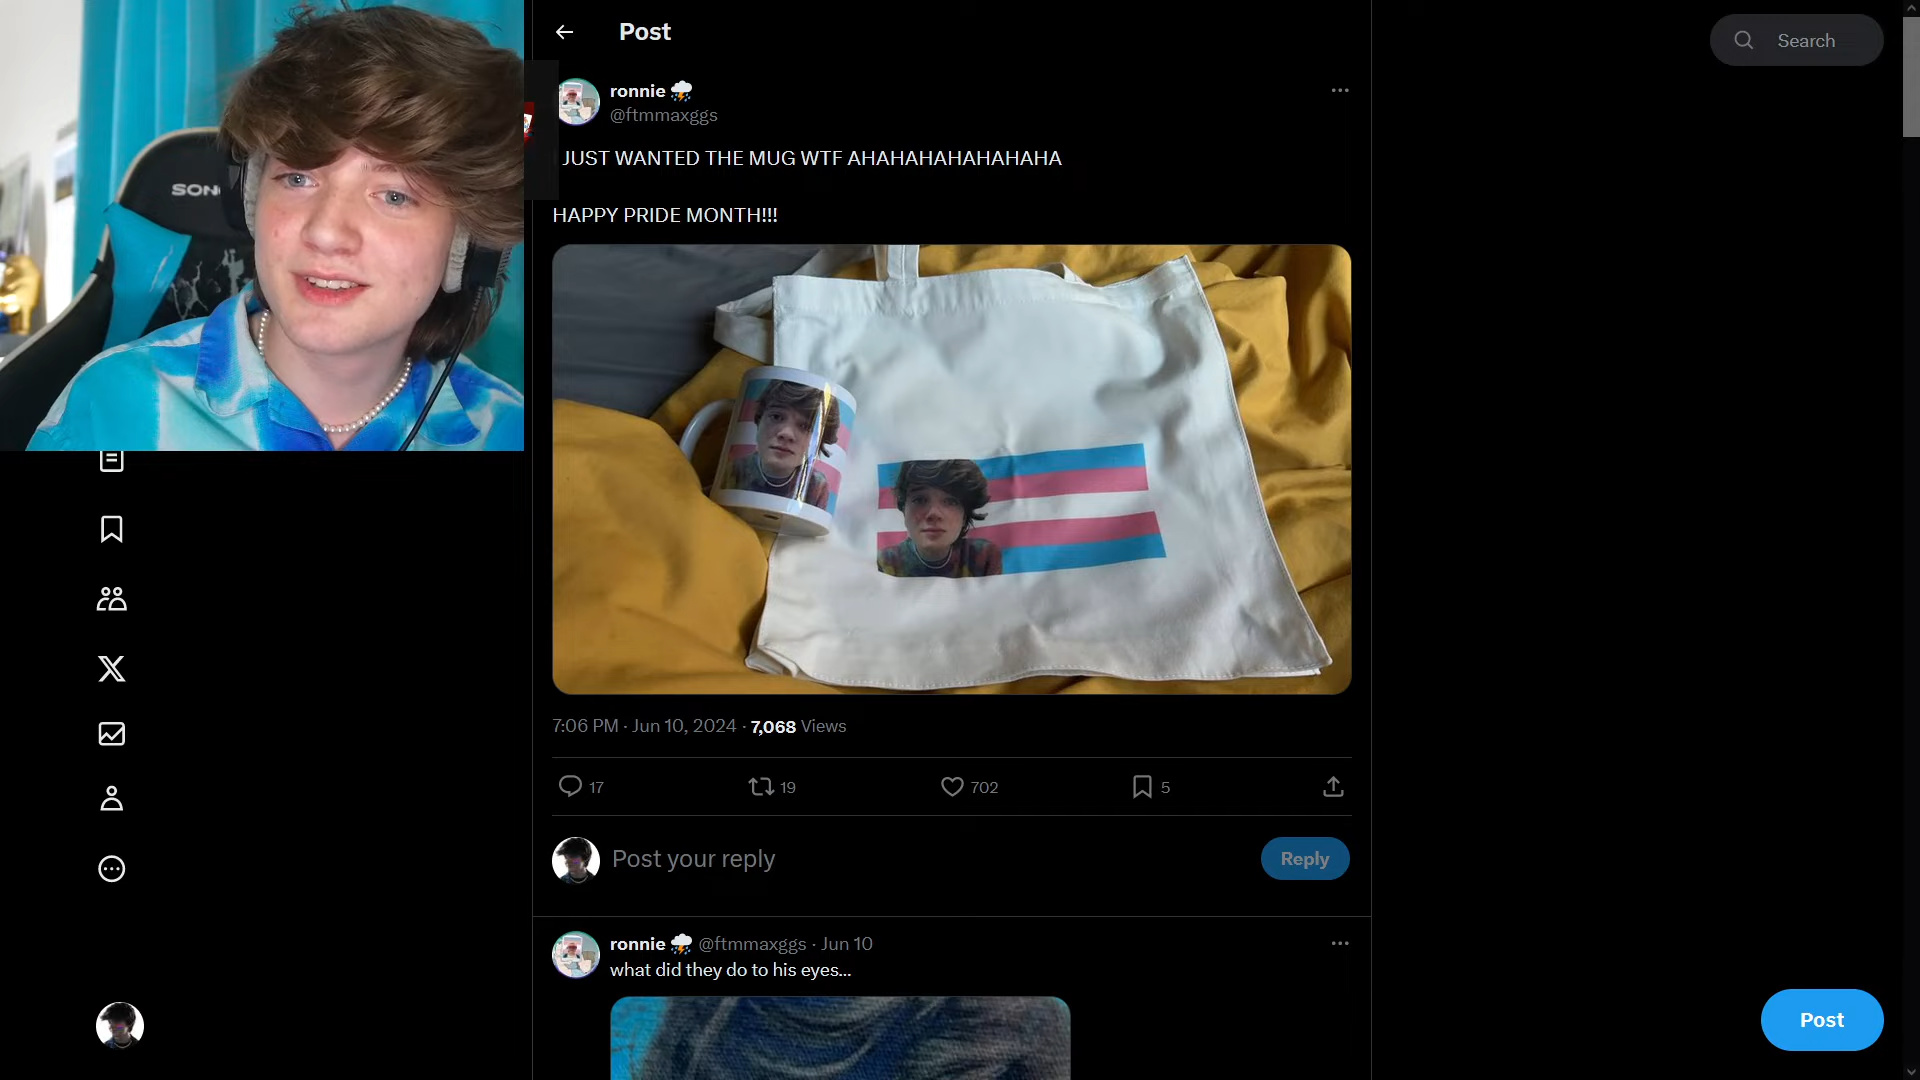 SON
Post
Search
ronnie 🌩️
@ftmmaxggs
JUST WANTED THE MUG WTF AHAHAHAHAHAHAHA
HAPPY PRIDE MONTH!!!
7:06 PM · Jun 10, 2024 · 7,068 Views
17
19
702
5
Post your reply
Reply
ronnie 🌩️ @ftmmaxggs · Jun 10
what did they do to his eyes...
Post